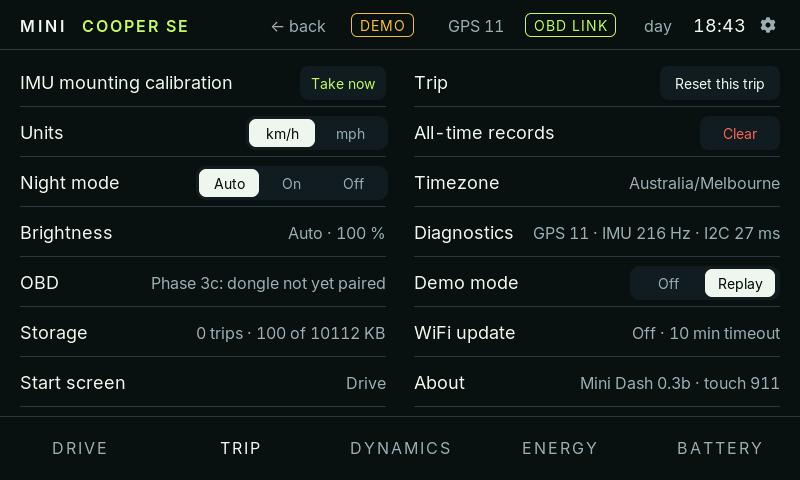 MINI COOPER SE ← back DEMO GPS 11 OBD LINK day 18:43
IMU mounting calibration Take now
Trip Reset this trip
Units km/h mph
All-time records Clear
Night mode Auto On Off
Timezone Australia/Melbourne
Brightness Auto · 100 %
Diagnostics GPS 11 · IMU 216 Hz · I2C 27 ms
OBD Phase 3c: dongle not yet paired
Demo mode Off Replay
Storage 0 trips · 100 of 10112 KB
WiFi update Off · 10 min timeout
Start screen Drive
About Mini Dash 0.3b · touch 911
DRIVE TRIP DYNAMICS ENERGY BATTERY